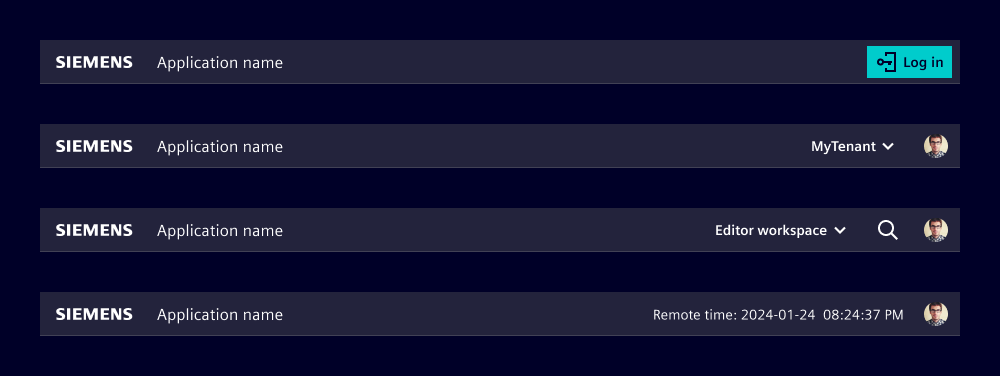 SIEMENS Application name Log in
SIEMENS Application name MyTenant
SIEMENS Application name Editor workspace
SIEMENS Application name Remote time: 2024-01-24 08:24:37 PM